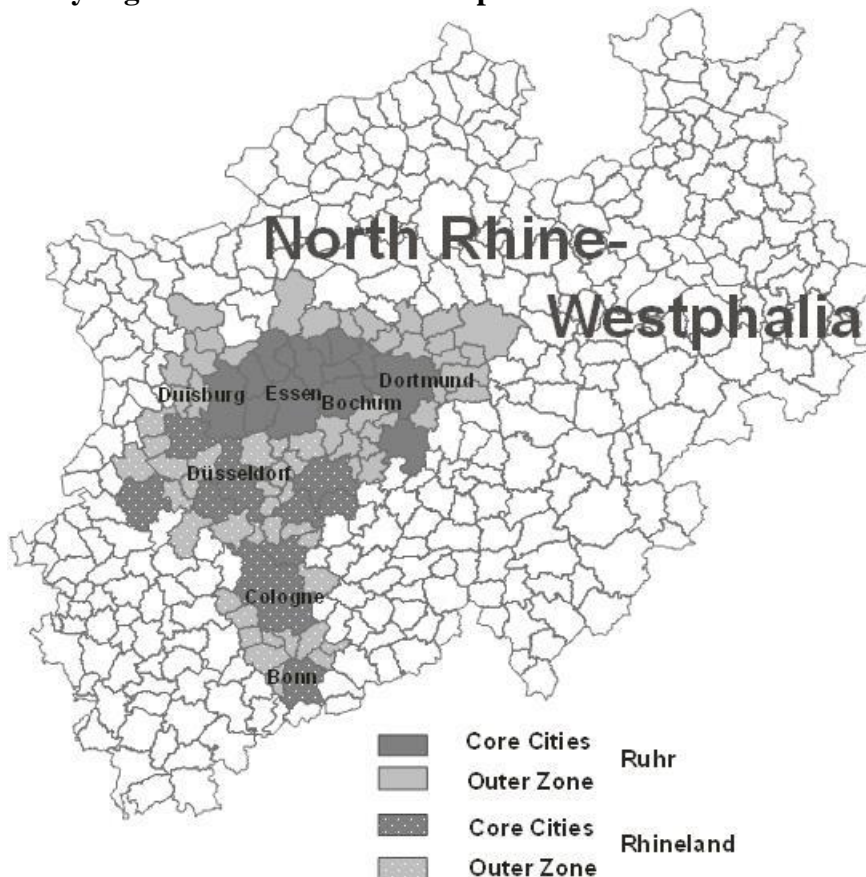 North Rhine-
Westphalia
Duisburg
Essen
Bochum
Dortmund
Düsseldorf
Cologne
Bonn
Core Cities
Outer Zone
Ruhr
Core Cities
Outer Zone
Rhineland